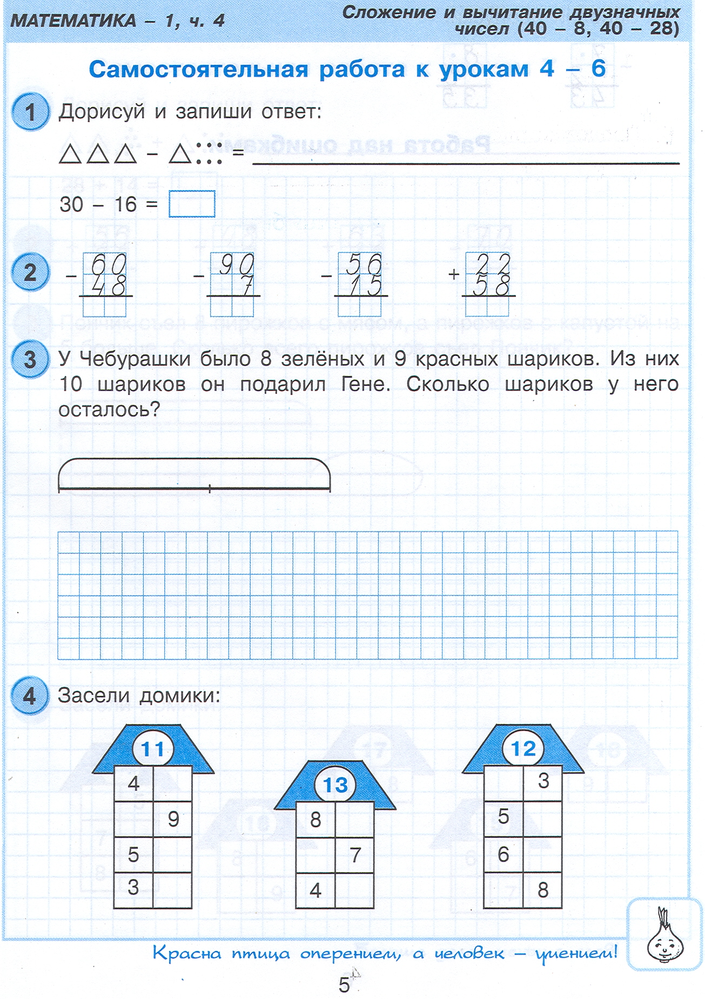 МАТЕМАТИКА – 1, ч. 4
Сложение и вычитание двузначных
чисел (40 – 8, 40 – 28)
Самостоятельная работа к урокам 4 – 6
1 Дорисуй и запиши ответ:
– =
30 – 16 =
2
– 60 – 90 – 56 + 22
48 7 15 58
3 У Чебурашки было 8 зелёных и 9 красных шариков. Из них
10 шариков он подарил Гене. Сколько шариков у него
осталось?
4 Засели домики:
11
4
9
5
3
13
8
7
4
12
3
5
6
8
Красна птица оперением, а человек – умением!
5